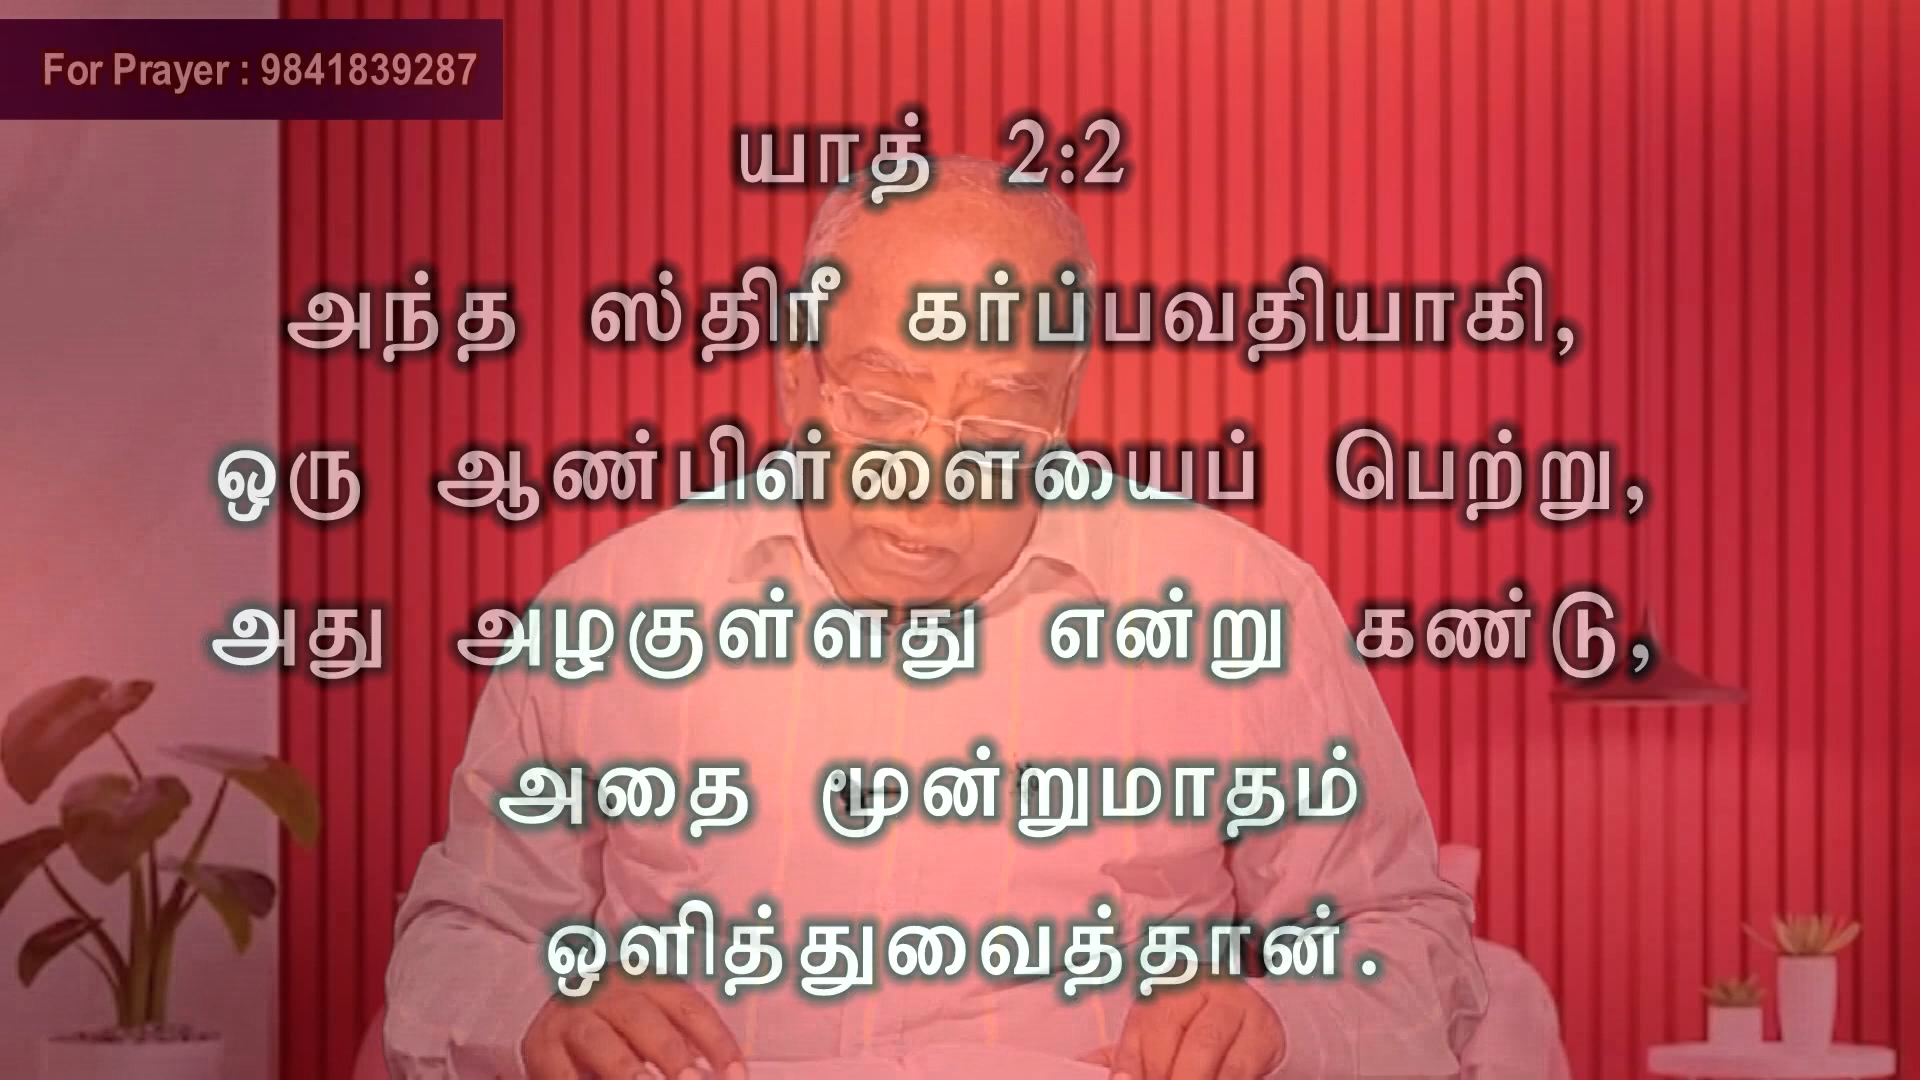 For Prayer : 9841839287
யாத் 2:2
அந்த ஸ்திரீ கர்ப்பவதியாகி,
ஒரு ஆண்பிள்ளையைப் பெற்று,
அது அழகுள்ளது என்று கண்டு,
அதை மூன்றுமாதம்
ஒளித்துவைத்தான்.